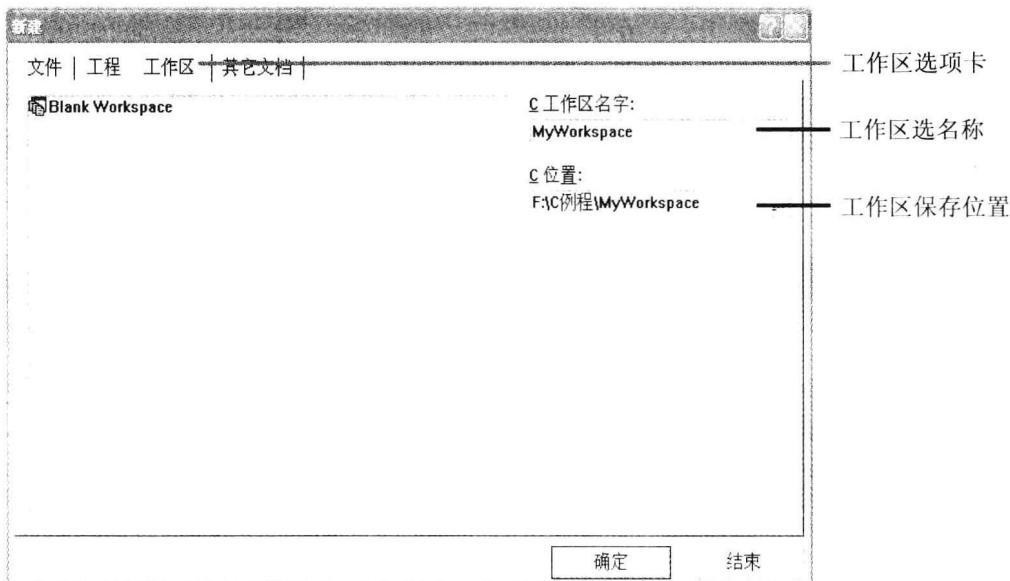 新建
文件 工程 工作区 其它文档
工作区选项卡
Blank Workspace
C 工作区名字:
MyWorkspace
工作区选名称
C 位置:
F:\C例程\MyWorkspace
工作区保存位置
确定 结束